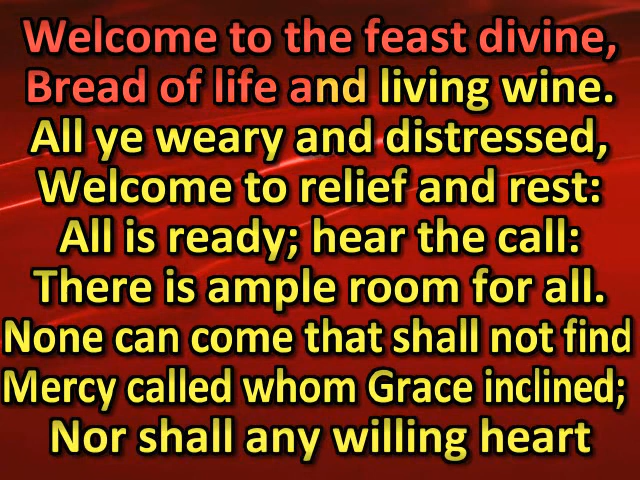 Welcome to the feast divine,
Bread of life and living wine.
All ye weary and distressed,
Welcome to relief and rest:
All is ready; hear the call:
There is ample room for all.
None can come that shall not find
Mercy called whom Grace inclined;
Nor shall any willing heart